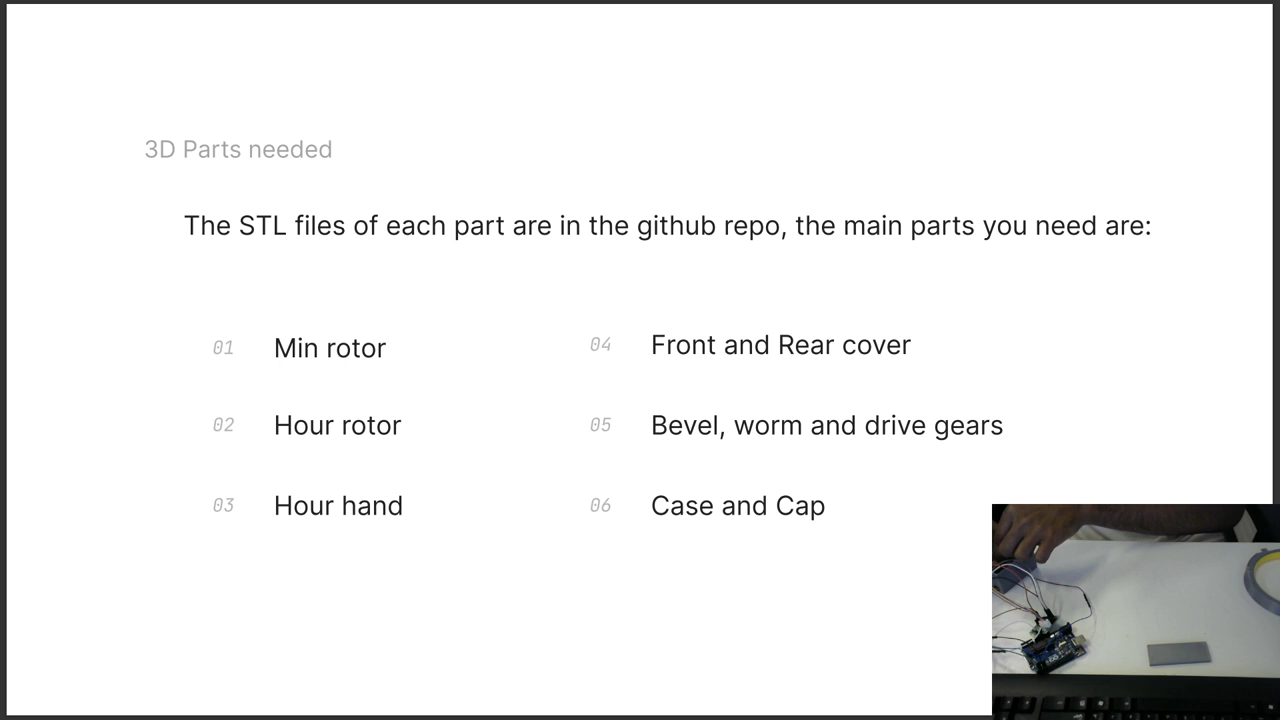 3D Parts needed
The STL files of each part are in the github repo, the main parts you need are:
01 Min rotor
02 Hour rotor
03 Hour hand
04 Front and Rear cover
05 Bevel, worm and drive gears
06 Case and Cap